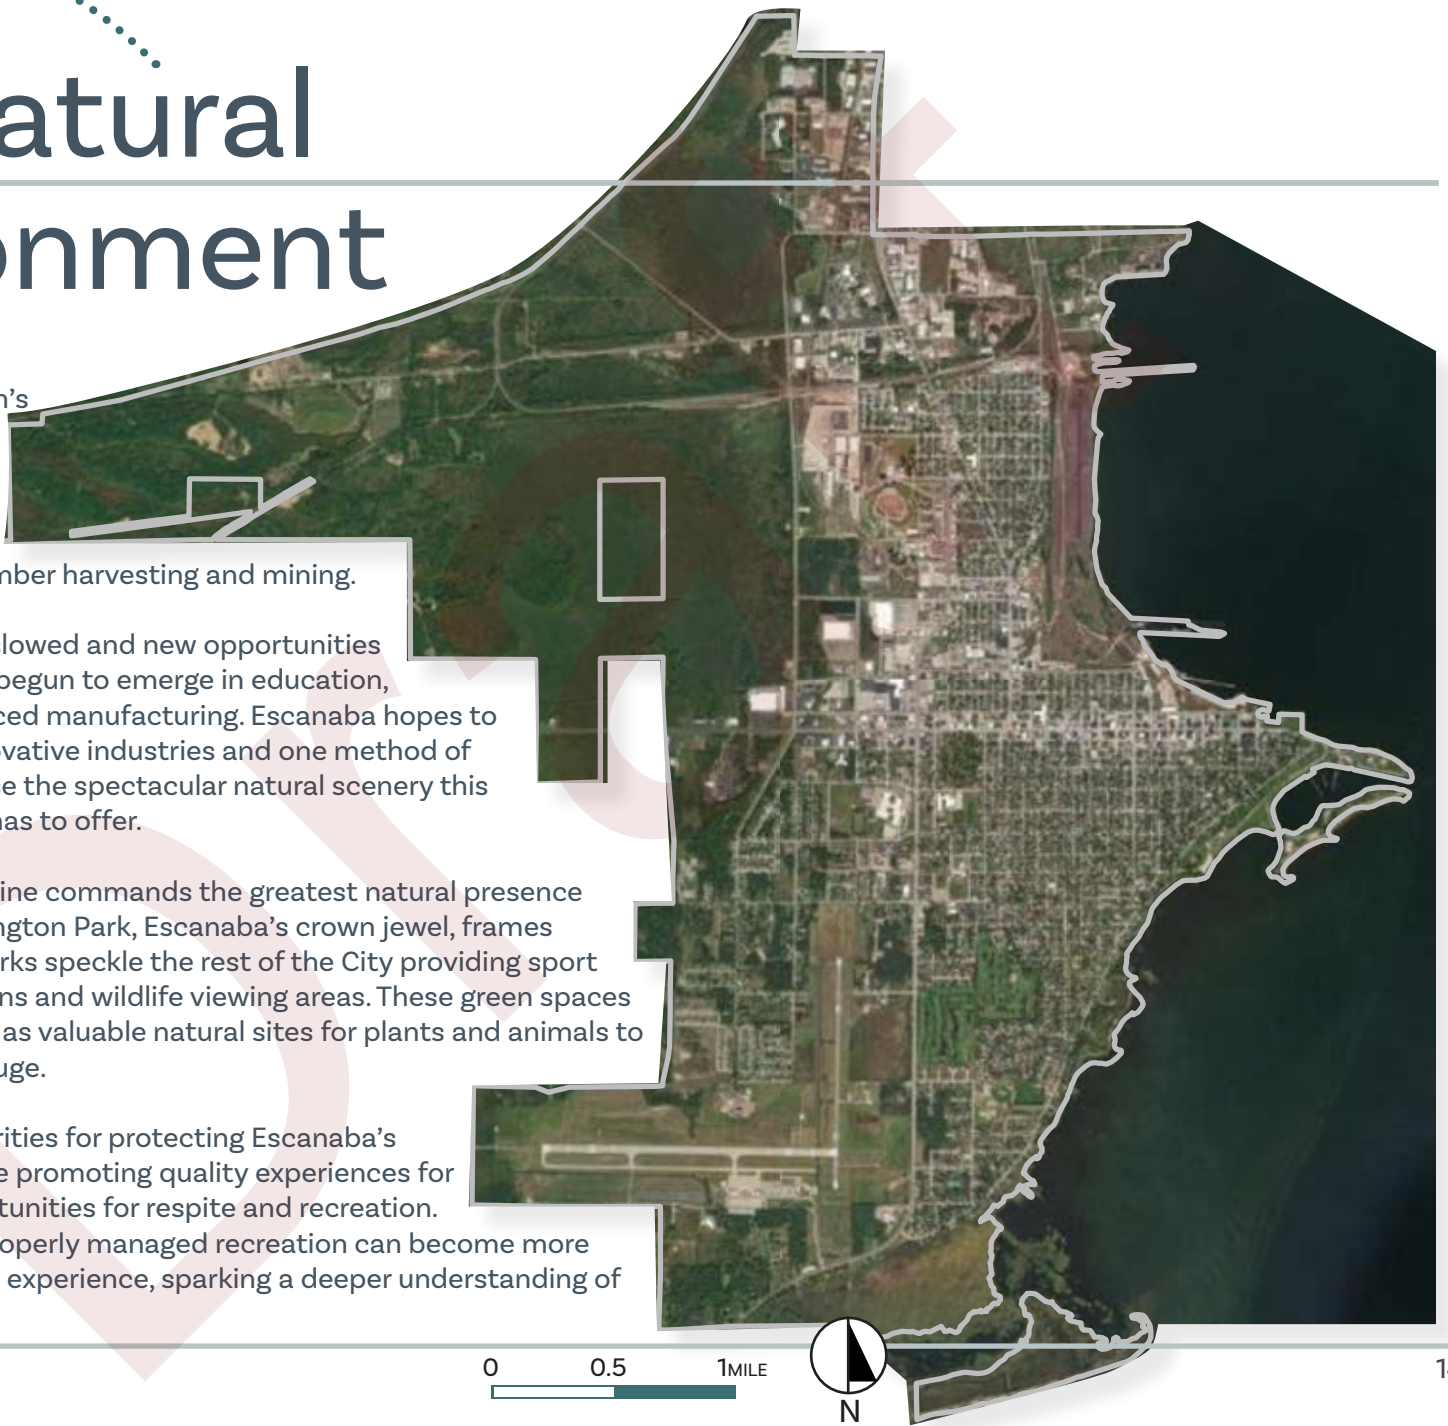 atural
onment
n's
mber harvesting and mining.
slowed and new opportunities
begun to emerge in education,
ced manufacturing. Escanaba hopes to
ovative industries and one method of
e the spectacular natural scenery this
has to offer.
ine commands the greatest natural presence
ngton Park, Escanaba's crown jewel, frames
rks speckle the rest of the City providing sport
ns and wildlife viewing areas. These green spaces
as valuable natural sites for plants and animals to
uge.
rities for protecting Escanaba's
e promoting quality experiences for
tunities for respite and recreation.
operly managed recreation can become more
experience, sparking a deeper understanding of
0 0.5 1MILE
N
Draft